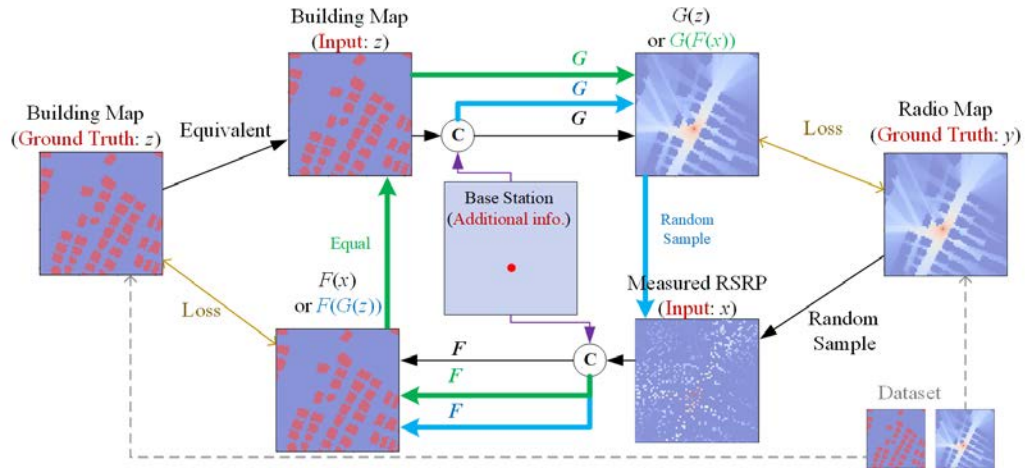 Building Map
(Input: z)
G(z)
or G(F(x))
G
G
G
C
Building Map
(Ground Truth: z)
Equivalent
Loss
Radio Map
(Ground Truth: y)
Base Station
(Additional info.)
Equal
Random
Sample
F(x)
or F(G(z))
Measured RSRP
(Input: x)
Loss
Random
Sample
F
F
F
C
Dataset